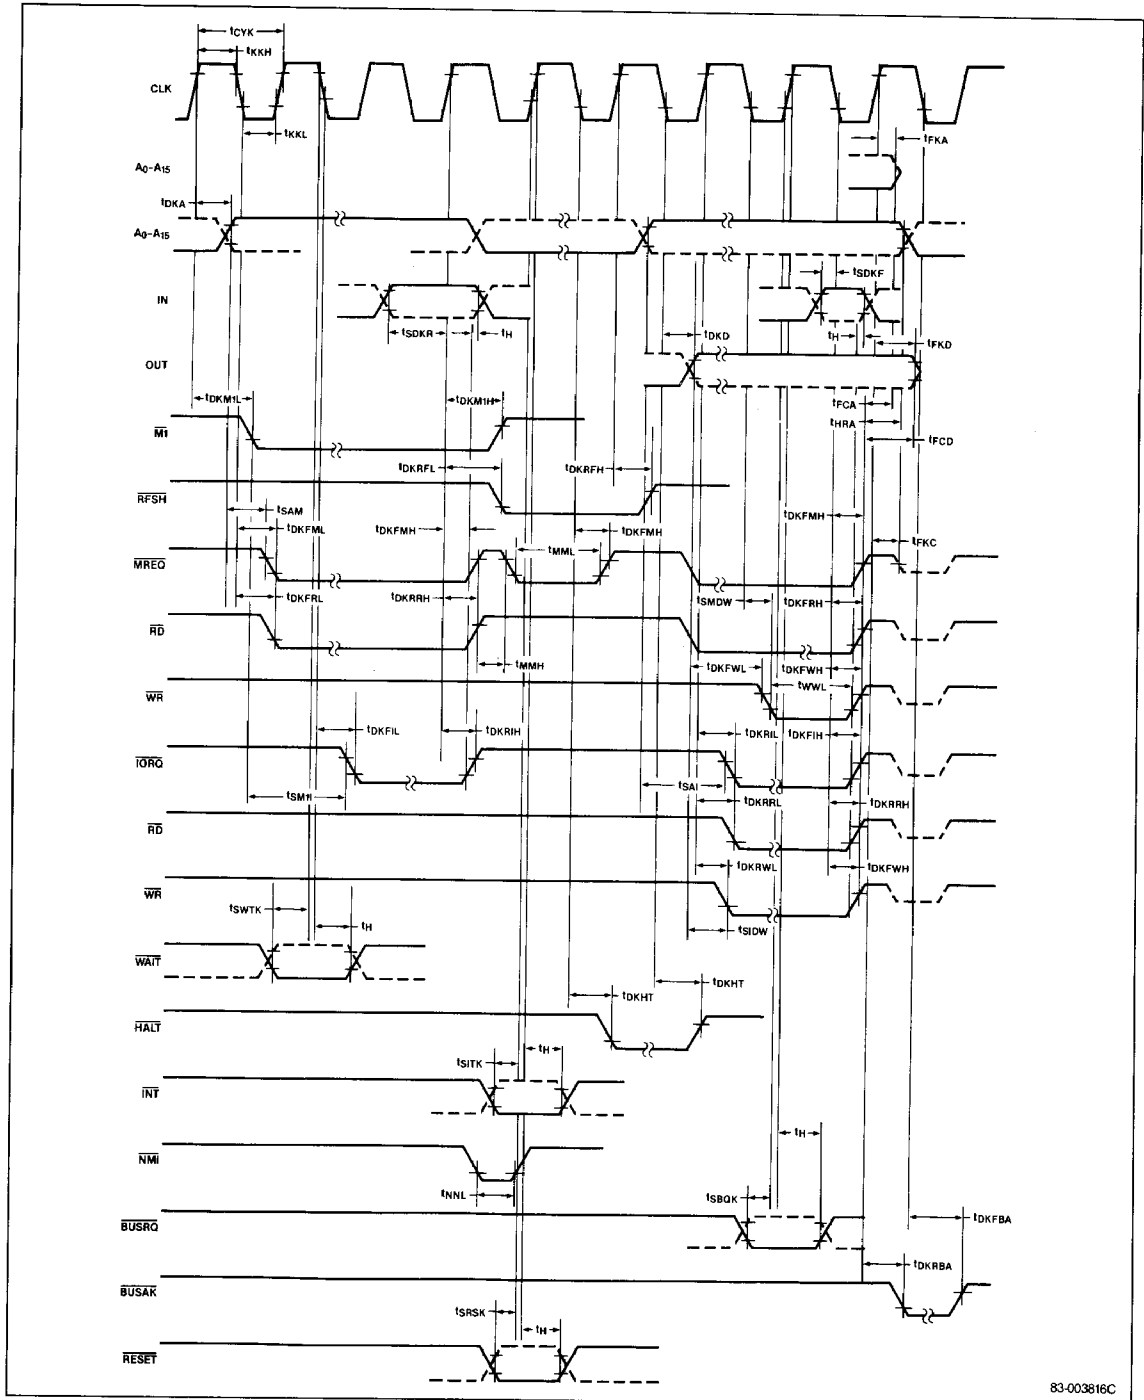 tCYK
tKKH
CLK
tKKL
tFKA
A0-A15
tDKA
A0-A15
tSDKF
IN
tSDKR
tH
tDKD
tH
tFKD
OUT
tFCA
tDKM1L
tDKM1H
tHRA
tFCD
M1
tDKRFL
tDKRFH
RFSH
tSAM
tDKFML
tDKFMH
tDKFMH
tDKFMH
tMML
tFKC
MREQ
tDKFRL
tDKRRH
tSMDW
tDKFRH
RD
tMMH
tDKFWL
tDKFWH
WR
tWWL
tDKFIL
tDKRIH
tDKRIL
tDKFIH
IORQ
tSM1I
tSAI
tDKRRL
tDKRRH
RD
tDKRWL
tDKFWH
WR
tSWTK
tH
tSIDW
WAIT
tDKHT
tDKHT
HALT
tSITK
tH
INT
tH
NMI
tNNL
tSBQK
tDKFBA
BUSRQ
tDKRBA
BUSAK
tSRSK
tH
RESET
83-003816C